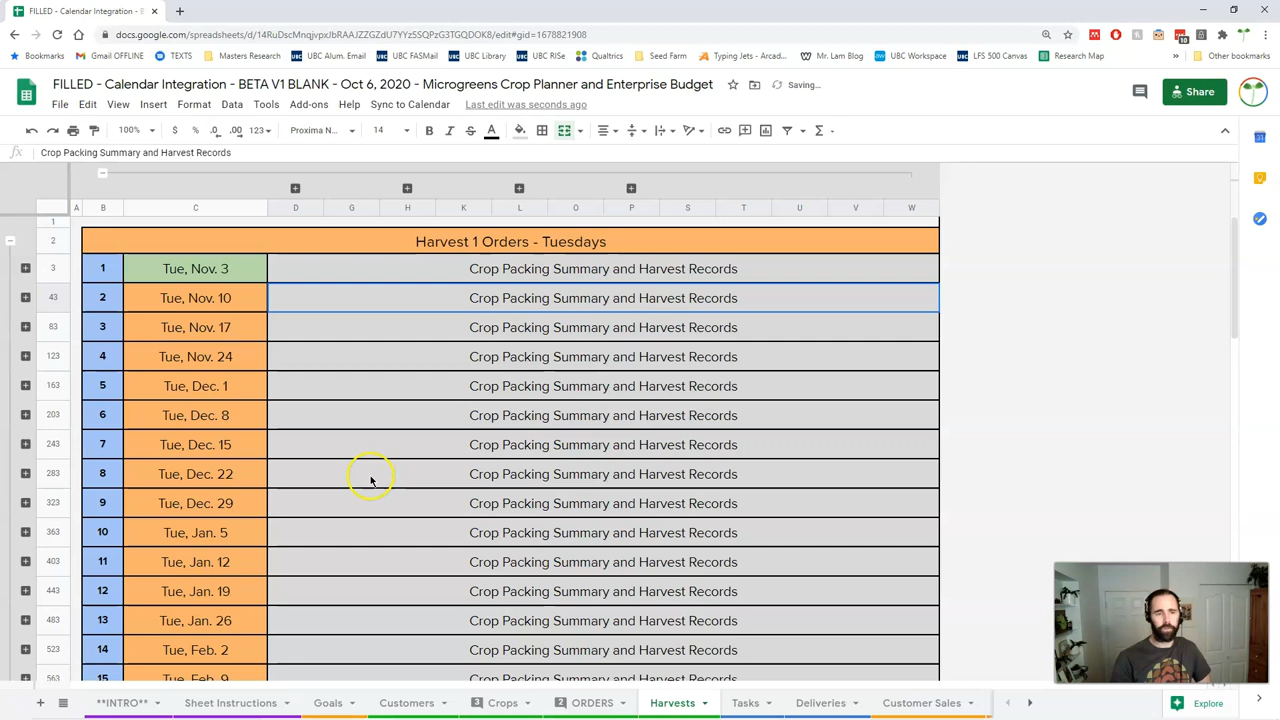 FILLED - Calendar Integration - B
docs.google.com/spreadsheets/d/14RuDscMnqjvpxJbRAAJZZGZdU7YYz5SQPzG3TGQDOK8/edit#gid=1678821908
Bookmarks Gmail OFFLINE TEXTS Masters Research UBC Alum. Email UBC FASMail UBC Library UBC RISe Qualtrics Seed Farm Typing Jets - Arcad... Mr. Lam Blog UBC Workspace LFS 500 Canvas Research Map Other bookmarks
FILLED - Calendar Integration - BETA V1 BLANK - Oct 6, 2020 - Microgreens Crop Planner and Enterprise Budget Saving...
Share
File Edit View Insert Format Data Tools Add-ons Help Sync to Calendar Last edit was seconds ago
100% $ % .0 .00 123 Proxima N... 14 B I S A
fx Crop Packing Summary and Harvest Records
A B C D G H K L O P S T V W
1
2 Harvest 1 Orders - Tuesdays
3 1 Tue, Nov. 3 Crop Packing Summary and Harvest Records
43 2 Tue, Nov. 10 Crop Packing Summary and Harvest Records
83 3 Tue, Nov. 17 Crop Packing Summary and Harvest Records
123 4 Tue, Nov. 24 Crop Packing Summary and Harvest Records
163 5 Tue, Dec. 1 Crop Packing Summary and Harvest Records
203 6 Tue, Dec. 8 Crop Packing Summary and Harvest Records
243 7 Tue, Dec. 15 Crop Packing Summary and Harvest Records
283 8 Tue, Dec. 22 Crop Packing Summary and Harvest Records
323 9 Tue, Dec. 29 Crop Packing Summary and Harvest Records
363 10 Tue, Jan. 5 Crop Packing Summary and Harvest Records
403 11 Tue, Jan. 12 Crop Packing Summary and Harvest Records
443 12 Tue, Jan. 19 Crop Packing Summary and Harvest Records
483 13 Tue, Jan. 26 Crop Packing Summary and Harvest Records
523 14 Tue, Feb. 2 Crop Packing Summary and Harvest Records
563 15 Tue, Feb. 9 Crop Packing Summary and Harvest Records
**INTRO** Sheet Instructions Goals Customers 3 Crops 2 ORDERS Harvests Tasks Deliveries Customer Sales Explore